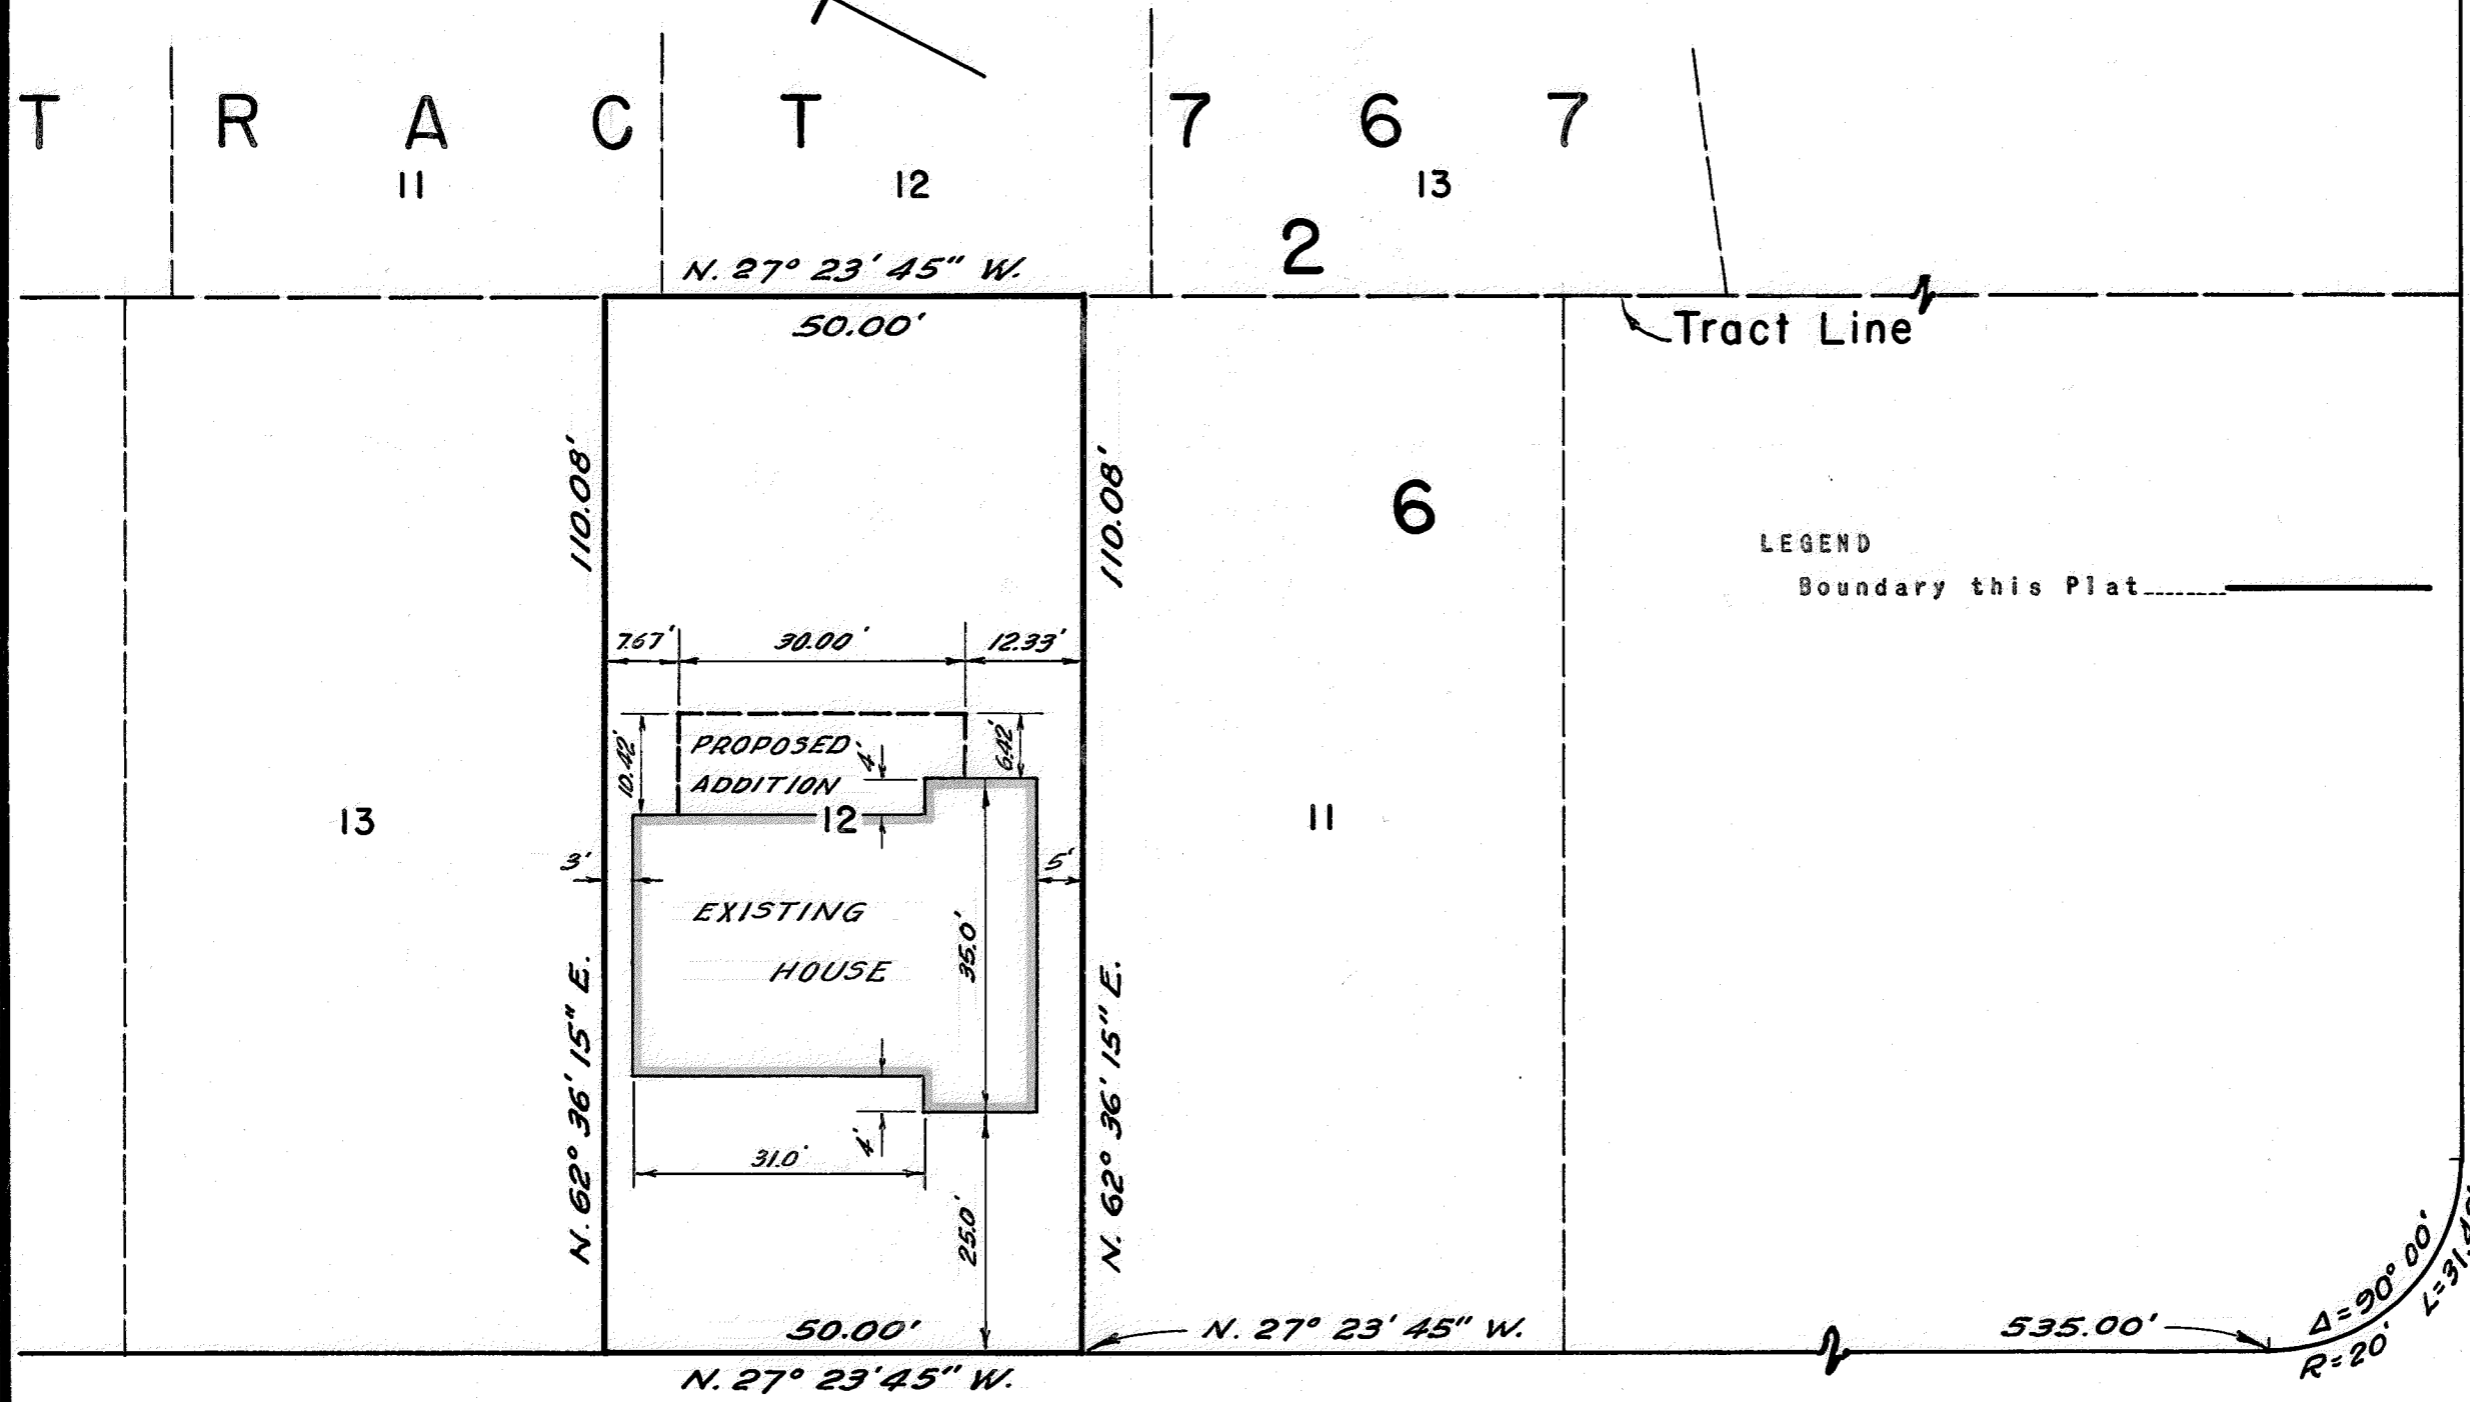 T R A C T 7 6 7
11 12 13
2
N. 27° 23' 45" W.
50.00'
Tract Line
110.08'
110.08'
6
LEGEND
Boundary this Plat
7.67' 30.00' 12.33'
10.42'
PROPOSED
ADDITION
4'
6.42'
13
12
11
3'
5'
EXISTING
HOUSE
35.0'
N. 62° 36' 15" E.
N. 62° 36' 15" E.
4'
31.0'
25.0'
50.00'
N. 27° 23' 45" W.
N. 27° 23' 45" W.
535.00'
Δ=90° 00'
R=20'